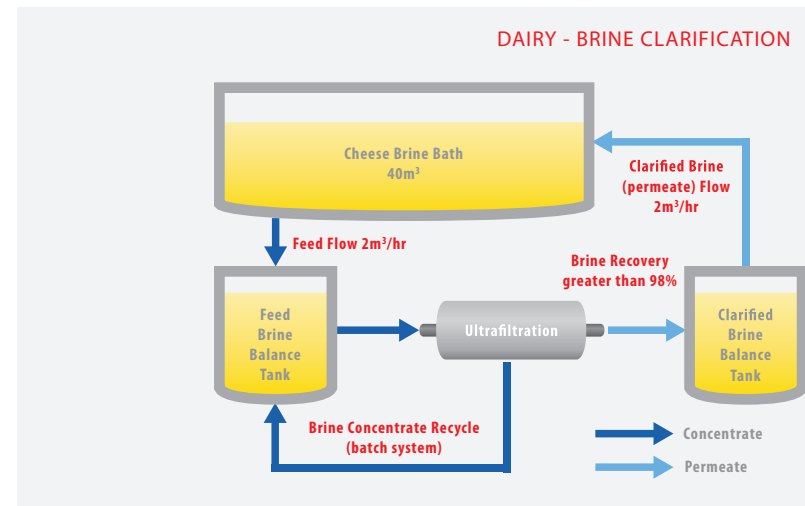 DAIRY - BRINE CLARIFICATION
Cheese Brine Bath
40m³
Clarified Brine
(permeate) Flow
2m³/hr
Feed Flow 2m³/hr
Brine Recovery
greater than 98%
Feed
Brine
Balance
Tank
Ultrafiltration
Clarified
Brine
Balance
Tank
Brine Concentrate Recycle
(batch system)
Concentrate
Permeate